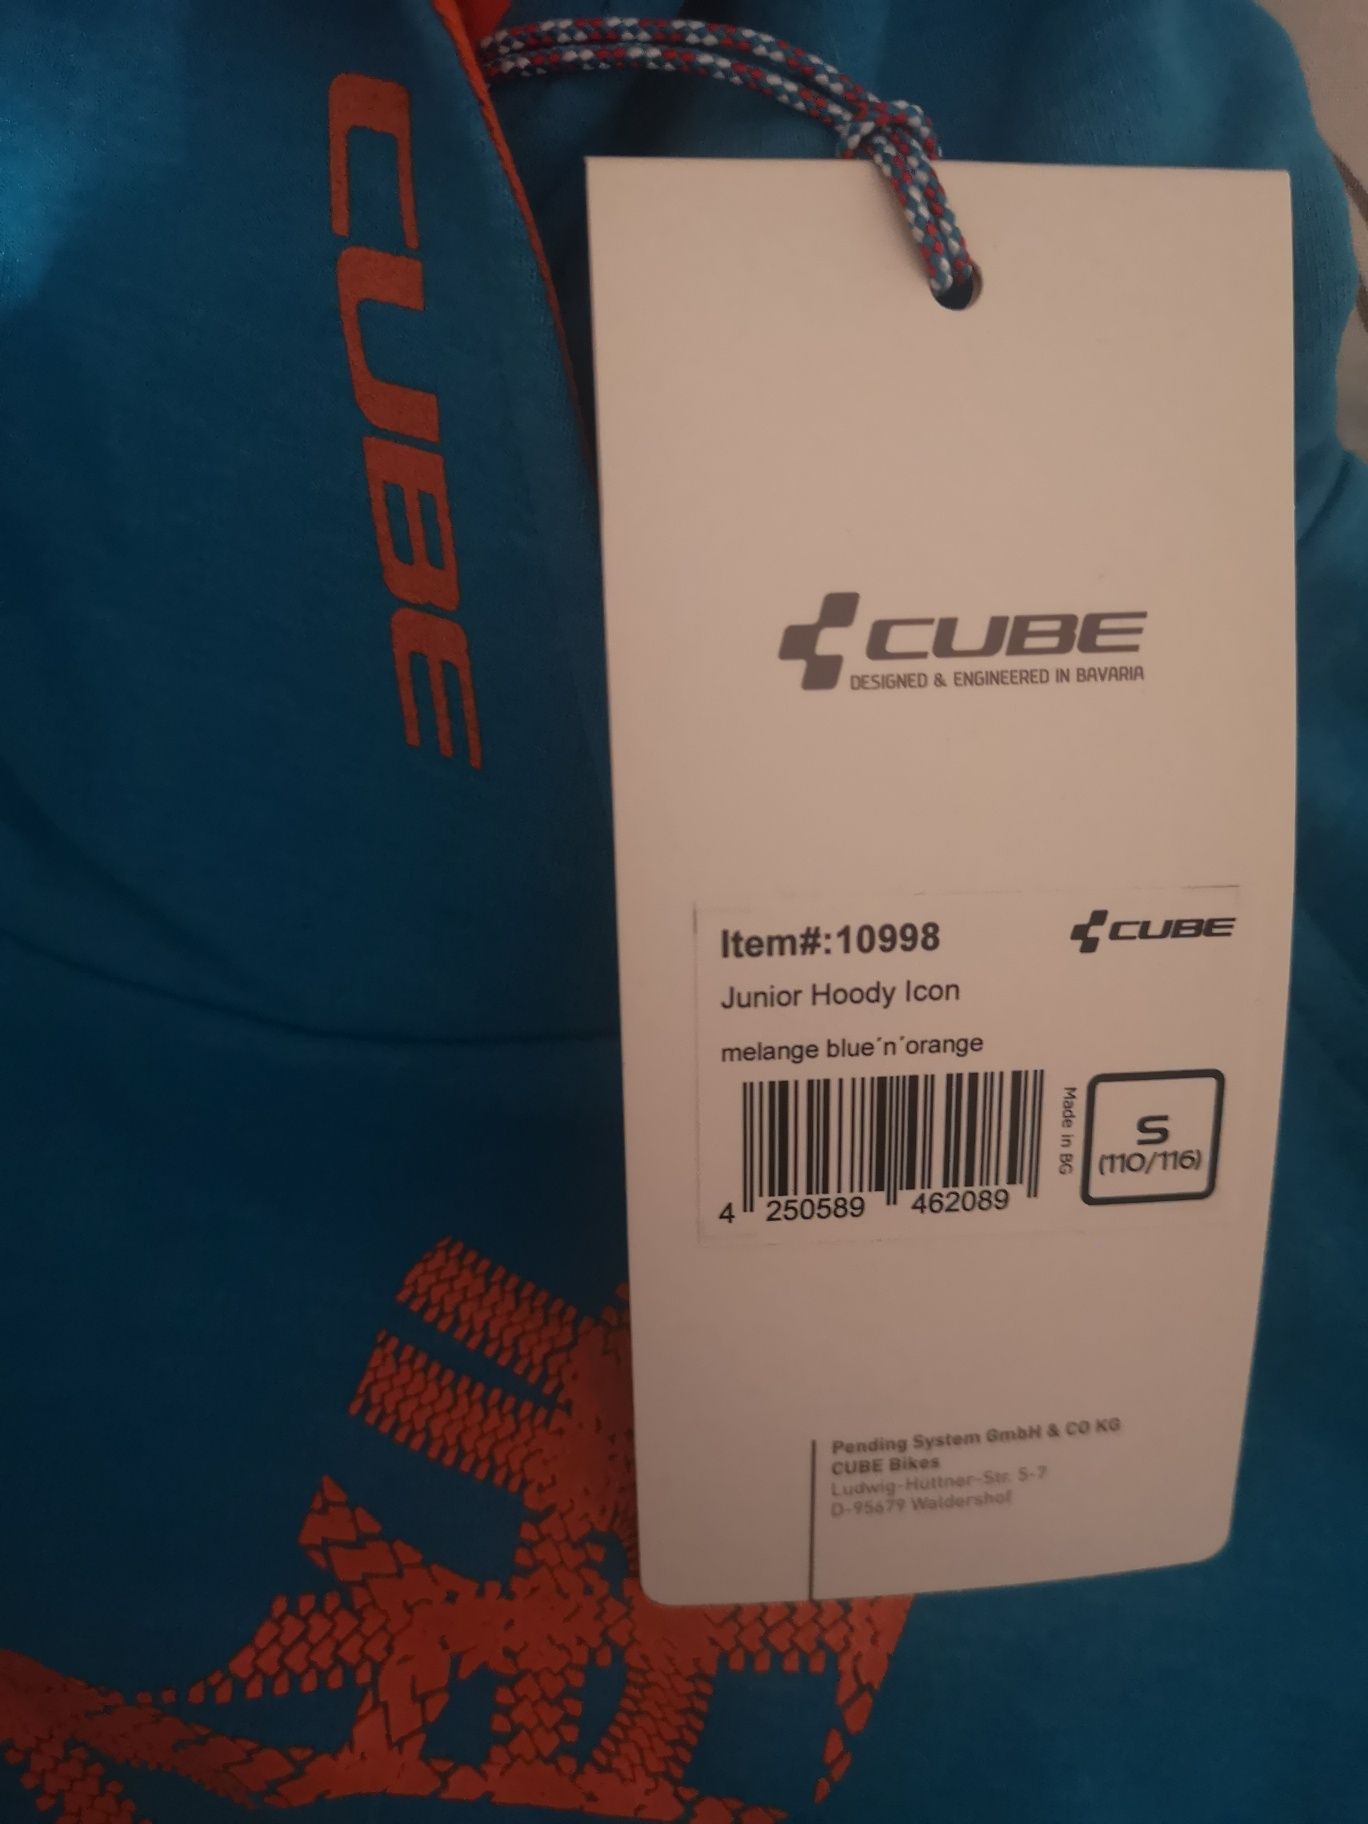 CUBE
CUBE
DESIGNED & ENGINEERED IN BAVARIA
Item#:10998
CUBE
Junior Hoody Icon
melange blue´n´orange
Made in BG
S
(110/116)
4 250589 462089
Pending System GmbH & CO KG
CUBE Bikes
Ludwig-Hüttner-Str. 5-7
D-95679 Waldershof